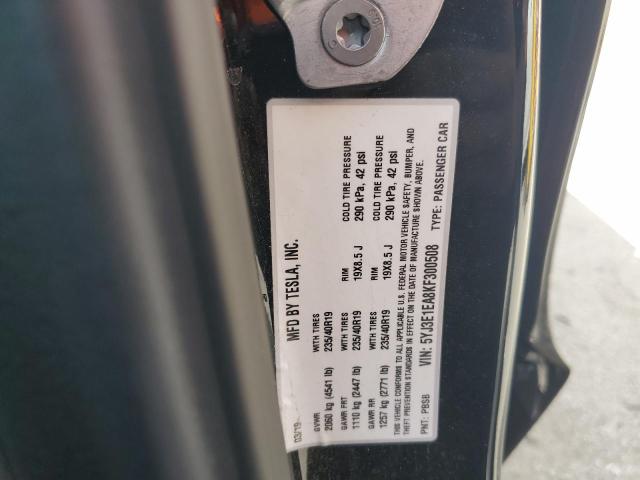 03/19
MFD BY TESLA, INC.
GVWR WITH TIRES RIM COLD TIRE PRESSURE
2060 kg (4541 lb) 235/40R19 19X8.5 J 290 kPa, 42 psi
GAWR FRT WITH TIRES RIM COLD TIRE PRESSURE
1110 kg (2447 lb) 235/40R19 19X8.5 J 290 kPa, 42 psi
GAWR RR
1257 kg (2771 lb) 235/40R19
THIS VEHICLE CONFORMS TO ALL APPLICABLE U.S. FEDERAL MOTOR VEHICLE SAFETY, BUMPER, AND
THEFT PREVENTION STANDARDS IN EFFECT ON THE DATE OF MANUFACTURE SHOWN ABOVE.
PNT: PBSB VIN: 5YJ3E1EA8KF300508 TYPE: PASSENGER CAR